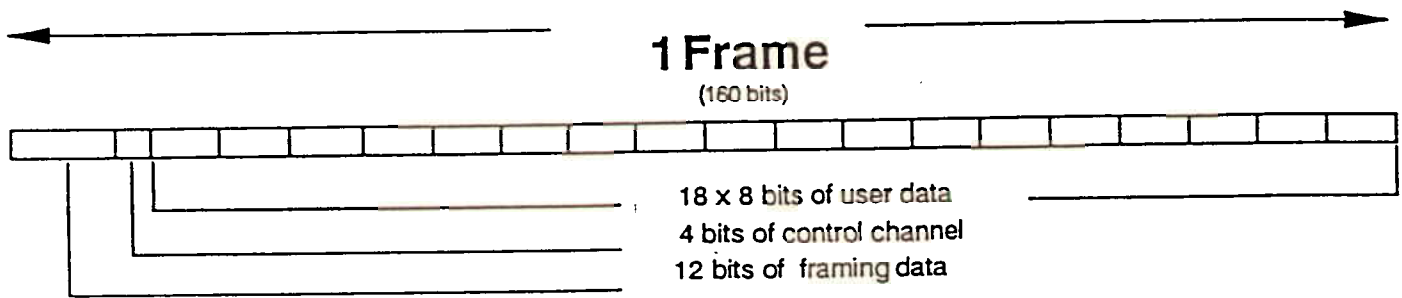 1 Frame
(160 bits)
18 x 8 bits of user data
4 bits of control channel
12 bits of framing data